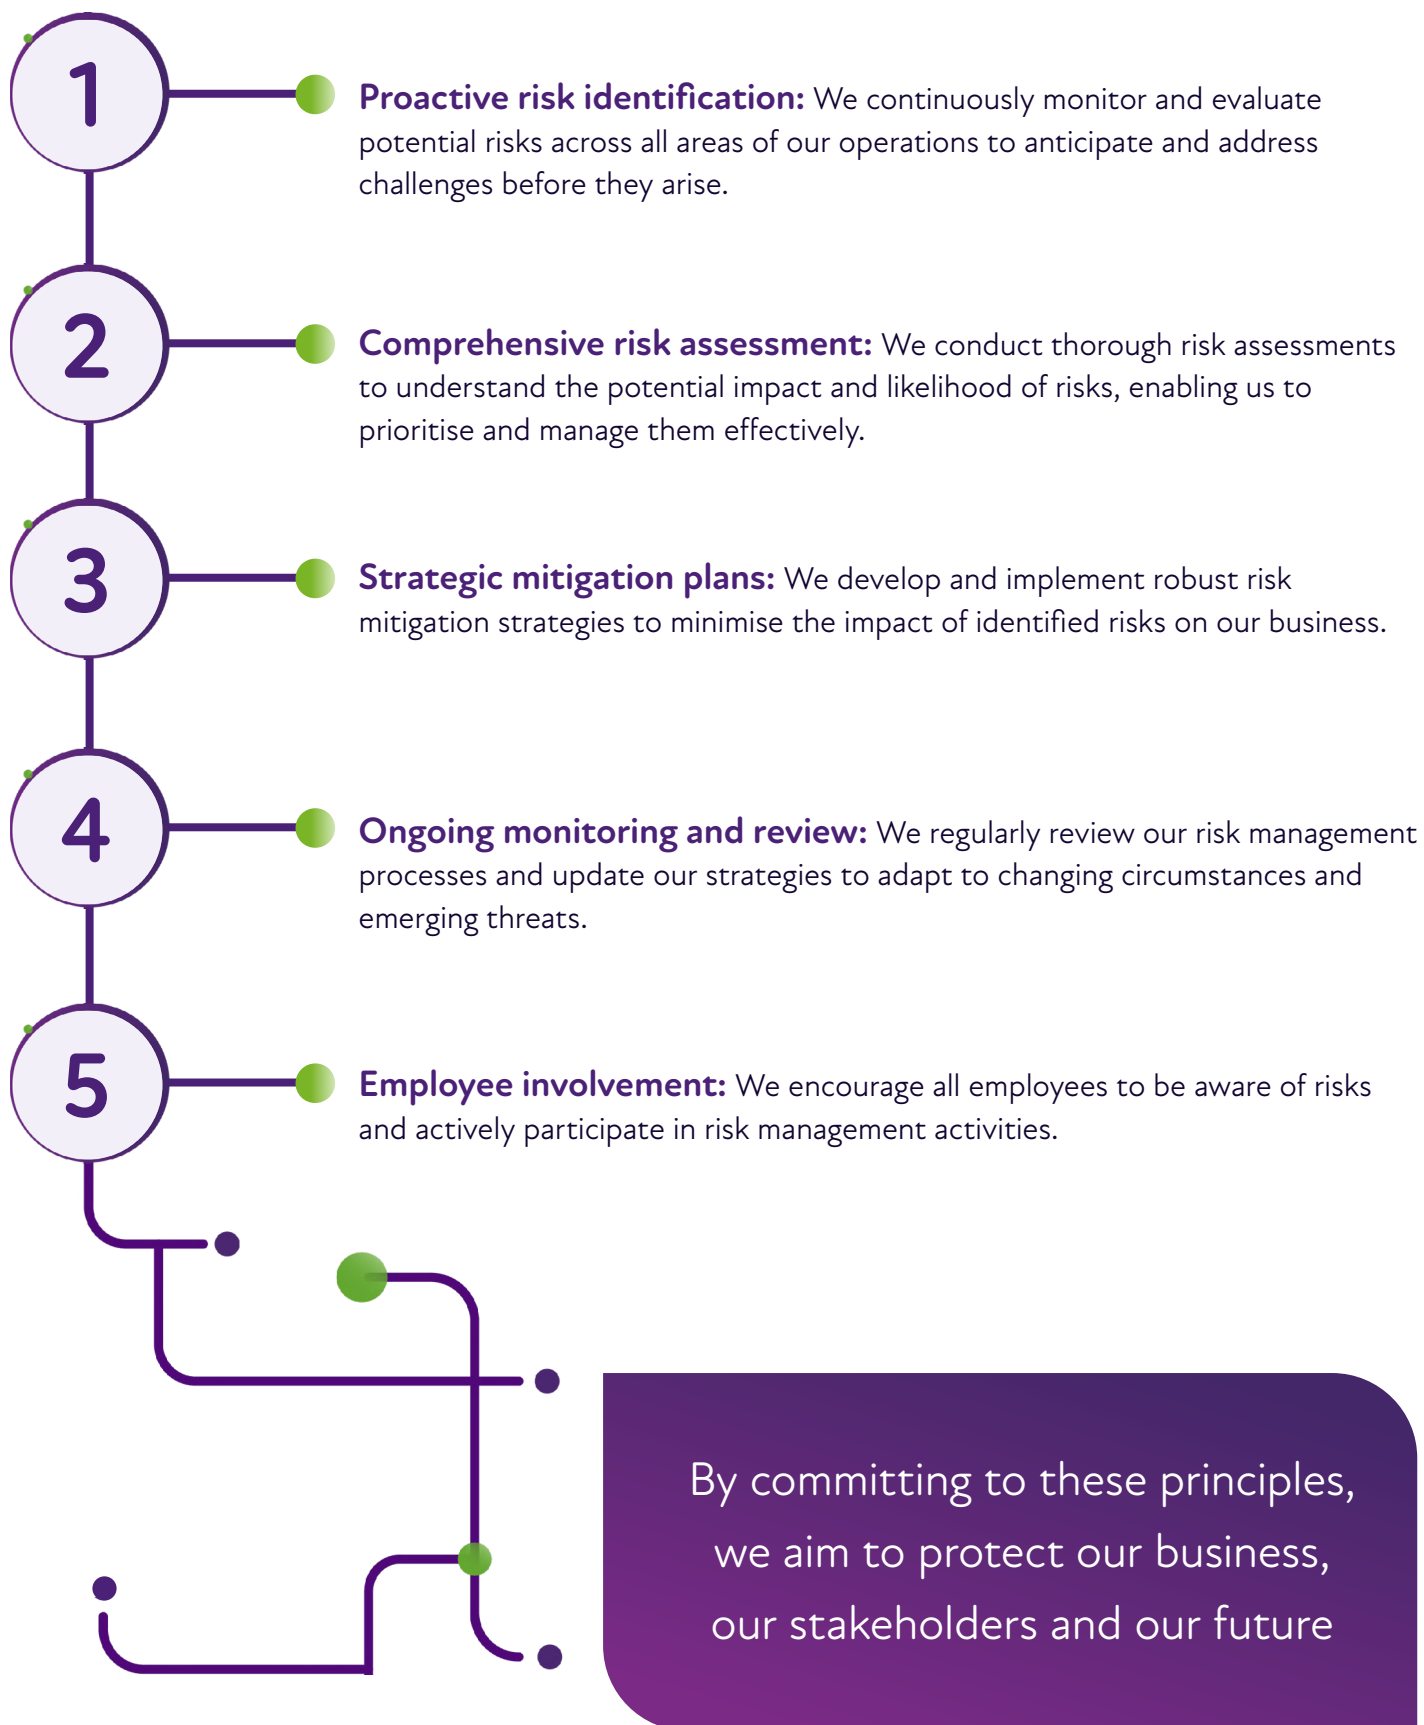 1
Proactive risk identification: We continuously monitor and evaluate
potential risks across all areas of our operations to anticipate and address
challenges before they arise.
2
Comprehensive risk assessment: We conduct thorough risk assessments
to understand the potential impact and likelihood of risks, enabling us to
prioritise and manage them effectively.
3
Strategic mitigation plans: We develop and implement robust risk
mitigation strategies to minimise the impact of identified risks on our business.
4
Ongoing monitoring and review: We regularly review our risk management
processes and update our strategies to adapt to changing circumstances and
emerging threats.
5
Employee involvement: We encourage all employees to be aware of risks
and actively participate in risk management activities.
By committing to these principles,
we aim to protect our business,
our stakeholders and our future